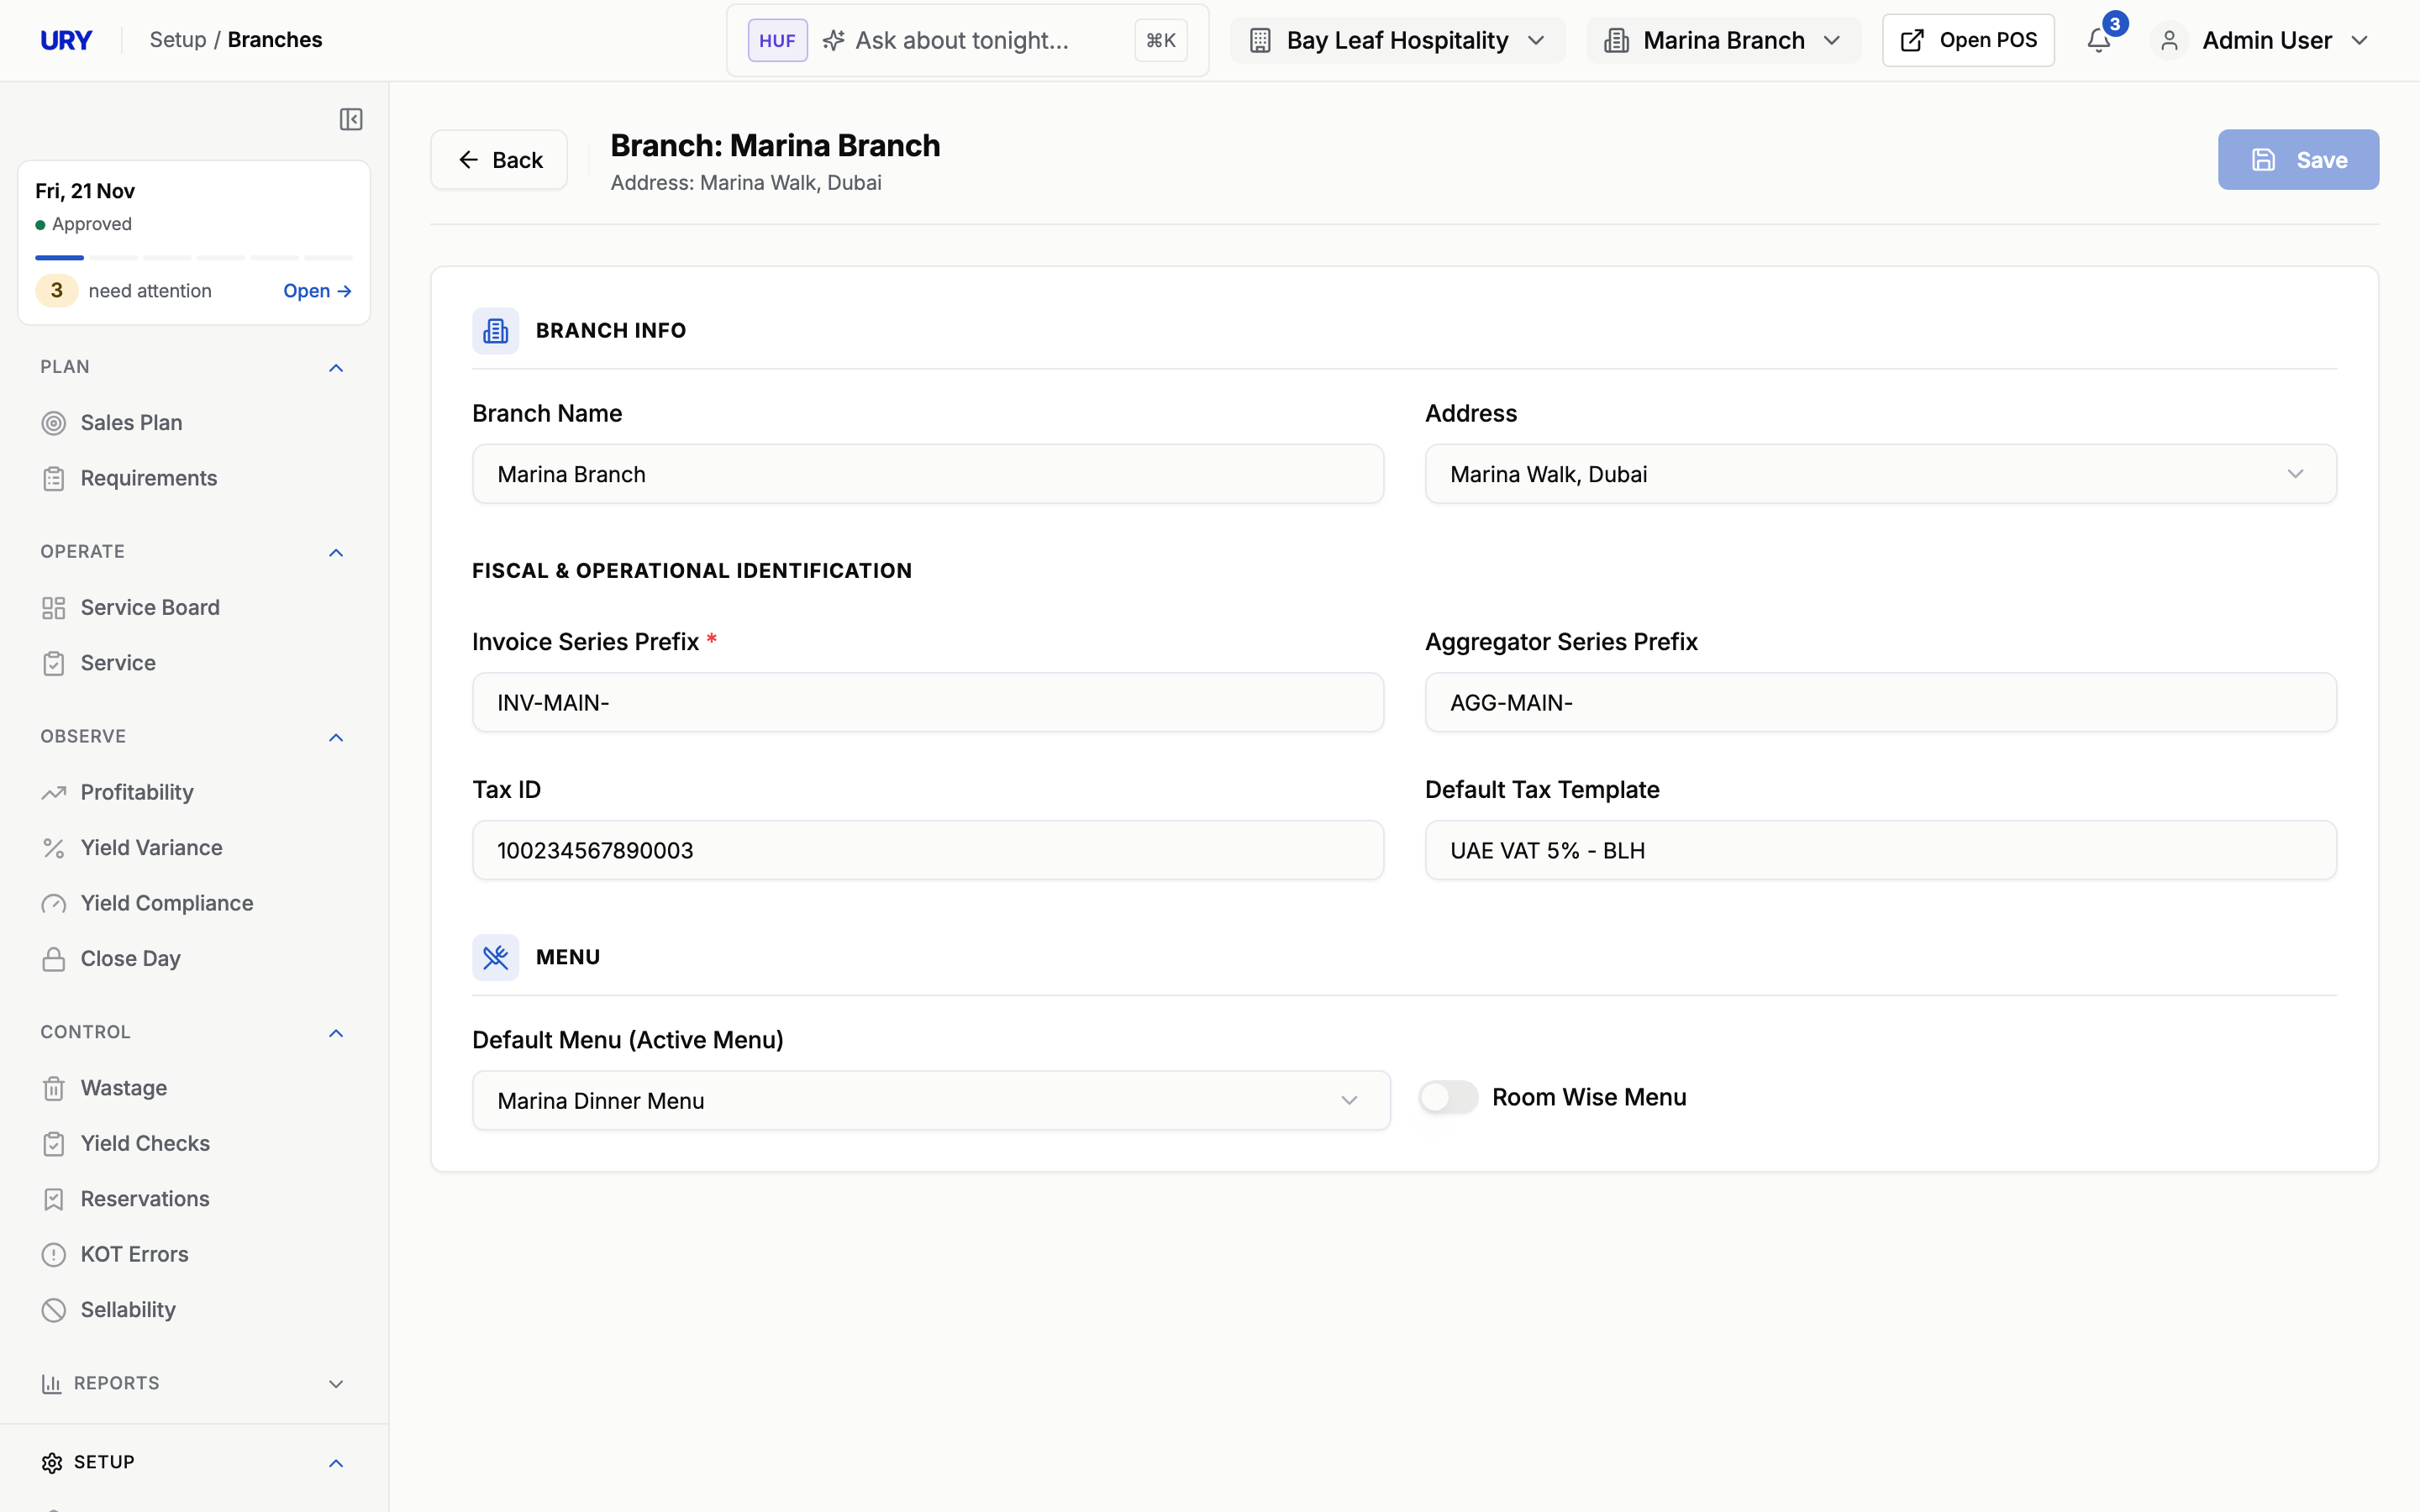 URY
Setup / Branches
HUF Ask about tonight... ⌘K
Bay Leaf Hospitality
Marina Branch
Open POS
3
Admin User
Fri, 21 Nov
Approved
3 need attention Open →
PLAN
Sales Plan
Requirements
OPERATE
Service Board
Service
OBSERVE
Profitability
Yield Variance
Yield Compliance
Close Day
CONTROL
Wastage
Yield Checks
Reservations
KOT Errors
Sellability
REPORTS
SETUP
← Back
Branch: Marina Branch
Address: Marina Walk, Dubai
Save
BRANCH INFO
Branch Name
Marina Branch
Address
Marina Walk, Dubai
FISCAL & OPERATIONAL IDENTIFICATION
Invoice Series Prefix *
INV-MAIN-
Aggregator Series Prefix
AGG-MAIN-
Tax ID
100234567890003
Default Tax Template
UAE VAT 5% - BLH
MENU
Default Menu (Active Menu)
Marina Dinner Menu
Room Wise Menu